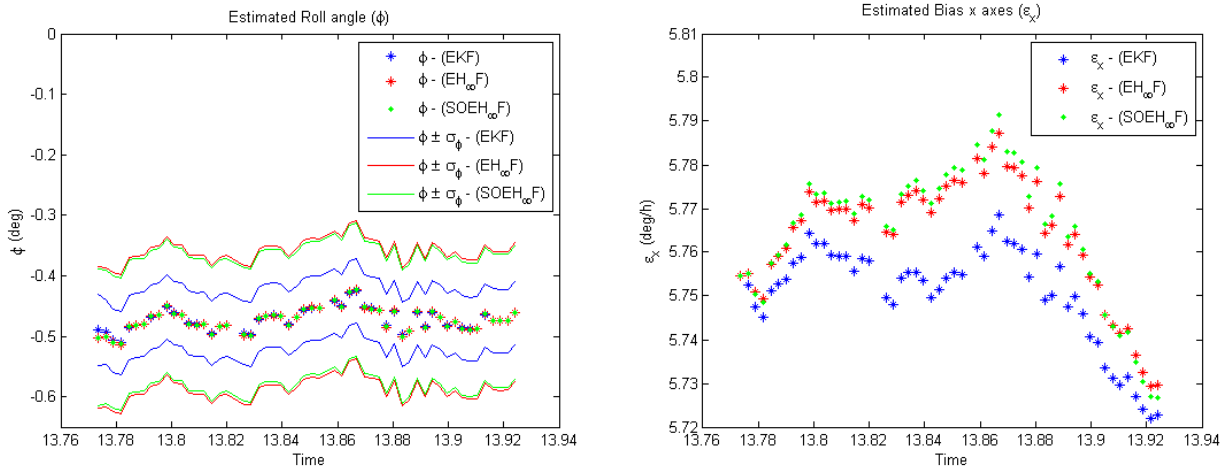 Estimated Roll angle (ϕ)
0
-0.1
-0.2
-0.3
-0.4
-0.5
-0.6
ϕ (deg)
13.76 13.78 13.8 13.82 13.84 13.86 13.88 13.9 13.92 13.94
Time
ϕ - (EKF)
ϕ - (EH∞F)
ϕ - (SOEH∞F)
ϕ ± σϕ - (EKF)
ϕ ± σϕ - (EH∞F)
ϕ ± σϕ - (SOEH∞F)
Estimated Bias x axes (εx)
5.81
5.8
5.79
5.78
5.77
5.76
5.75
5.74
5.73
5.72
εx (deg/h)
13.76 13.78 13.8 13.82 13.84 13.86 13.88 13.9 13.92 13.94
Time
εx - (EKF)
εx - (EH∞F)
εx - (SOEH∞F)